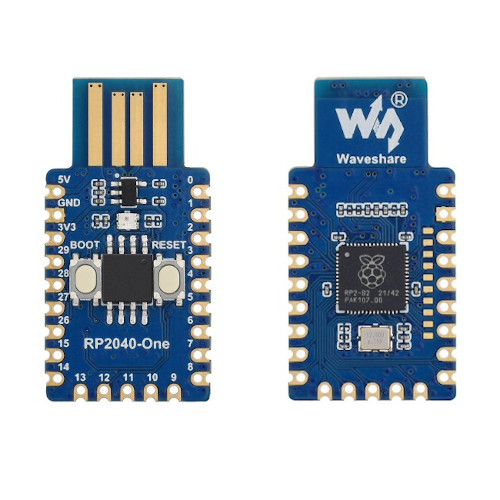 5V 0
GND 1
3V3 2
BOOT RESET 3
29 4
28 4
27 5
26 6
15 RP2040-One 7
14 8
13 12 11 10 9
W ®
Waveshare
RP2-B2 21/42
PAK107.00